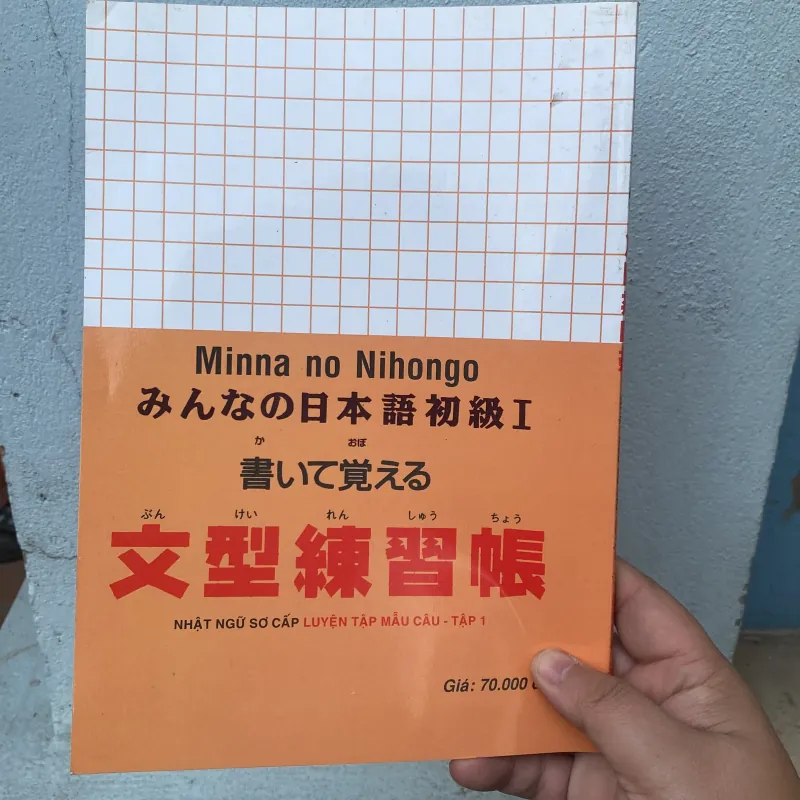 Minna no Nihongo
みんなの日本語初級I
か おぼ
書いて覚える
ぶん けい れん しゅう ちょう
文型練習帳
NHẬT NGỮ SƠ CẤP LUYỆN TẬP MẪU CÂU - TẬP 1
Giá: 70.000